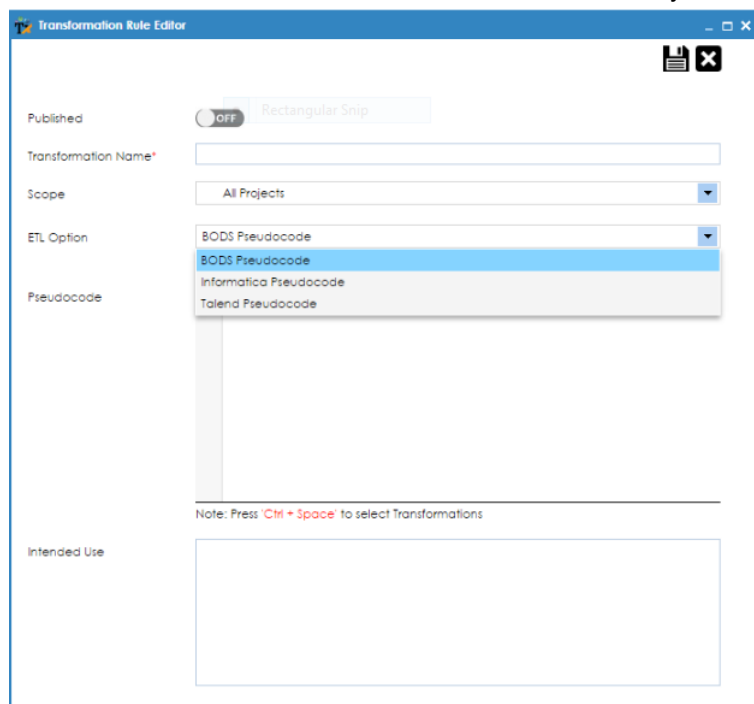 Transformation Rule Editor
Published
OFF
Rectangular Snip
Transformation Name*
Scope
All Projects
ETL Option
BODS Pseudocode
BODS Pseudocode
Informatica Pseudocode
Talend Pseudocode
Pseudocode
Note: Press 'Ctrl + Space' to select Transformations
Intended Use